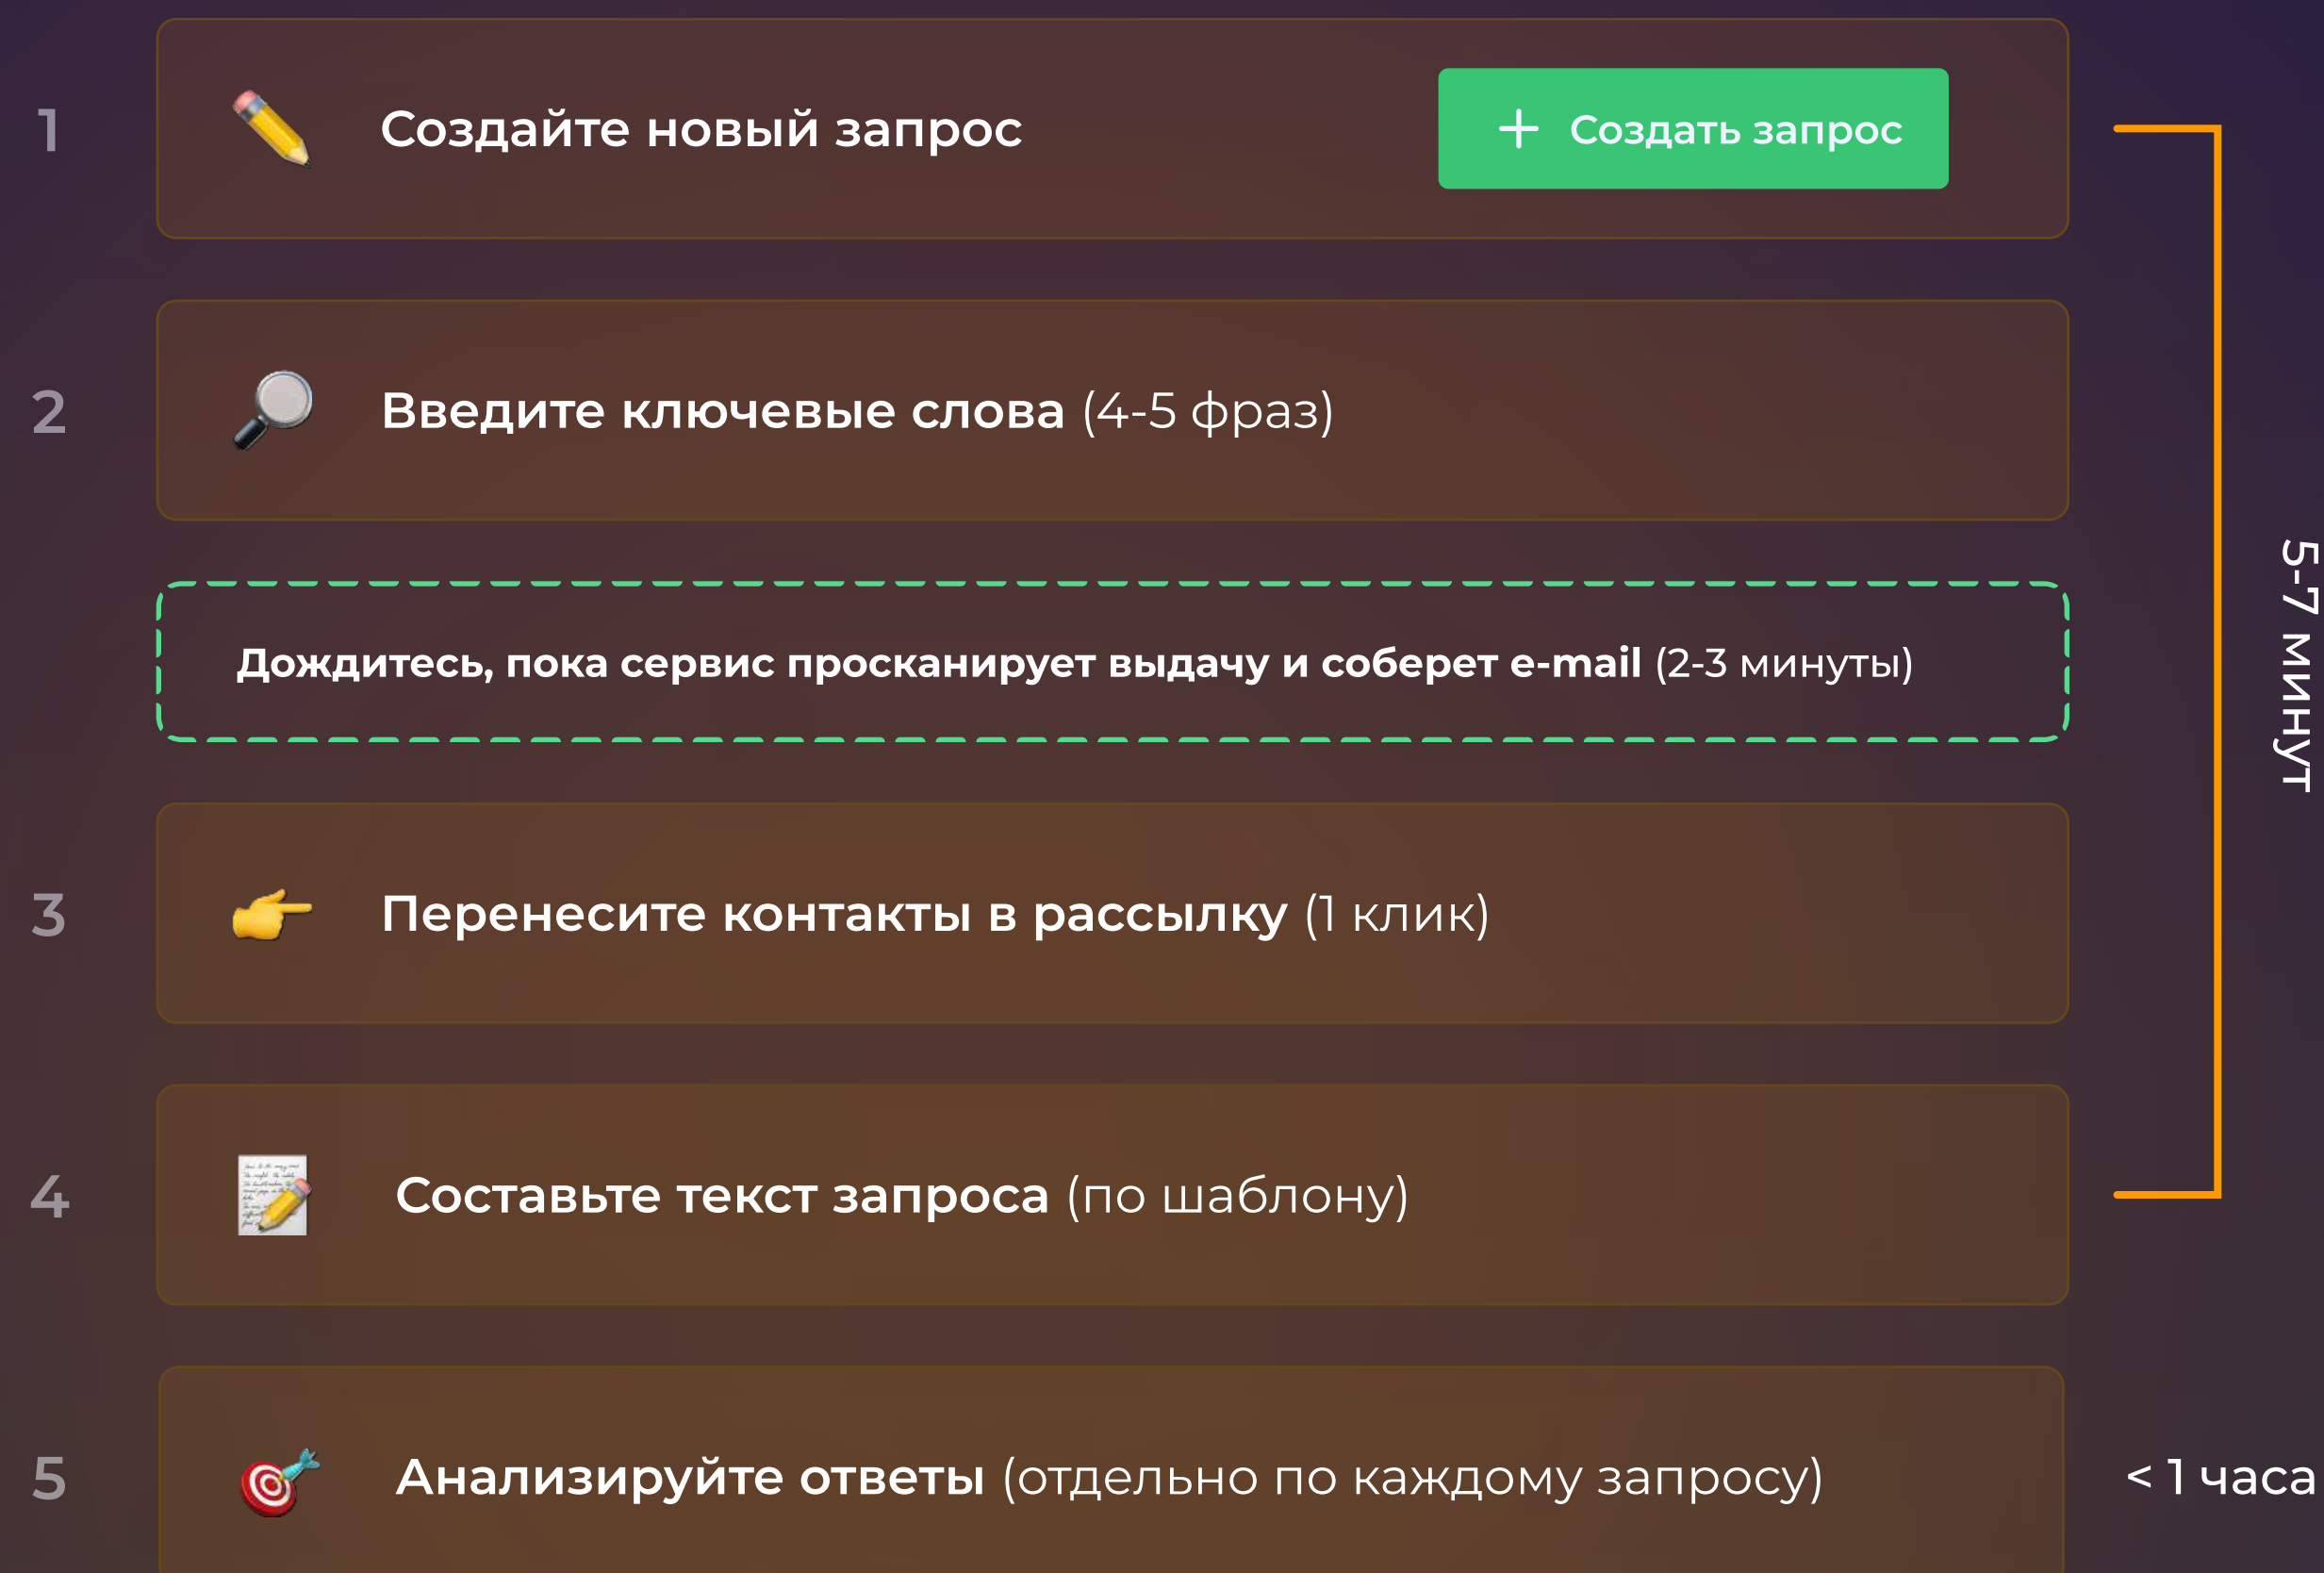 1
Создайте новый запрос
+ Создать запрос
2
Введите ключевые слова (4-5 фраз)
Дождитесь, пока сервис просканирует выдачу и соберет e-mail (2-3 минуты)
3
Перенесите контакты в рассылку (1 клик)
4
Составьте текст запроса (по шаблону)
5-7 минут
5
Анализируйте ответы (отдельно по каждому запросу)
< 1 часа